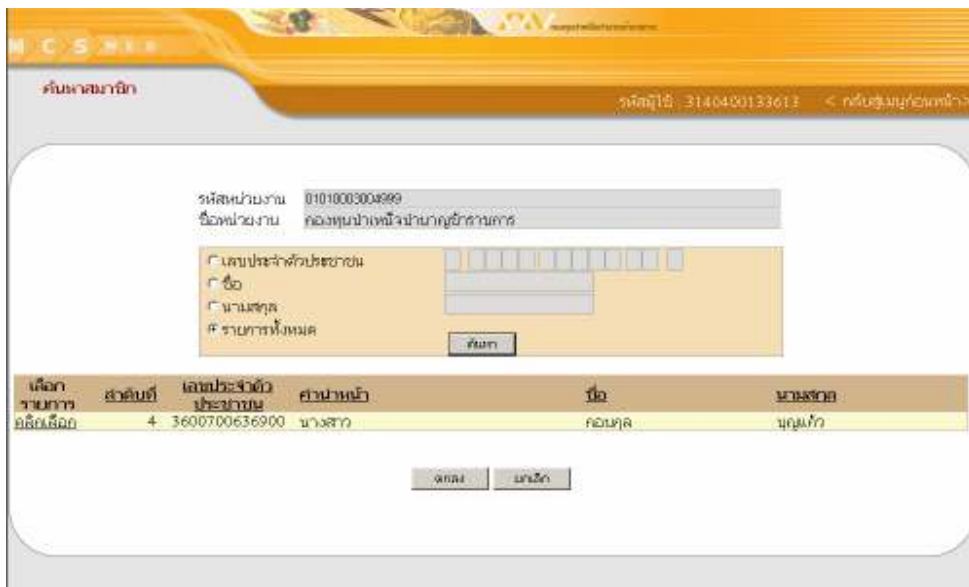 M C S W E B
ค้นหาสมาชิก
รหัสผู้ใช้ 3140400133613 < กลับสู่เมนูก่อนหน้า>
รหัสหน่วยงาน 01010003004999
ชื่อหน่วยงาน กองทุนบำเหน็จบำนาญข้าราชการ
เลขประจำตัวประชาชน
ชื่อ
นามสกุล
รายการทั้งหมด
ค้นหา
เลือกรายการ ลำดับที่ เลขประจำตัวประชาชน คำนำหน้า ชื่อ นามสกุล
คลิกเลือก 4 3600700636900 นางสาว กอบกุล บุญแก้ว
ตกลง ยกเลิก